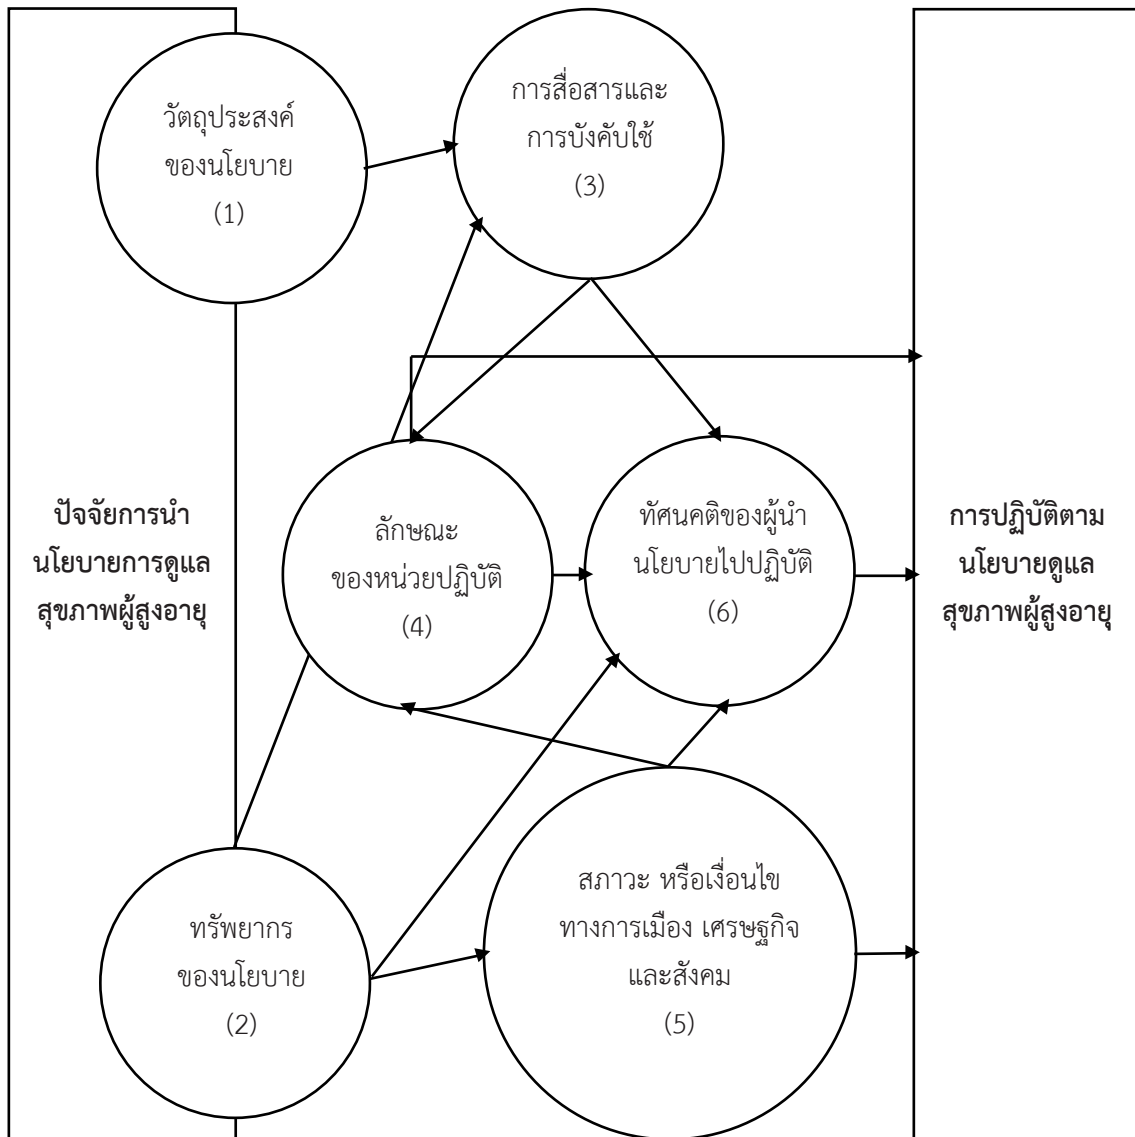 วัตถุประสงค์
ของนโยบาย
(1)
การสื่อสารและ
การบังคับใช้
(3)
ปัจจัยการนำ
นโยบายการดูแล
สุขภาพผู้สูงอายุ
ลักษณะ
ของหน่วยปฏิบัติ
(4)
ทัศนคติของผู้นำ
นโยบายไปปฏิบัติ
(6)
การปฏิบัติตาม
นโยบายดูแล
สุขภาพผู้สูงอายุ
ทรัพยากร
ของนโยบาย
(2)
สภาวะ หรือเงื่อนไข
ทางการเมือง เศรษฐกิจ
และสังคม
(5)